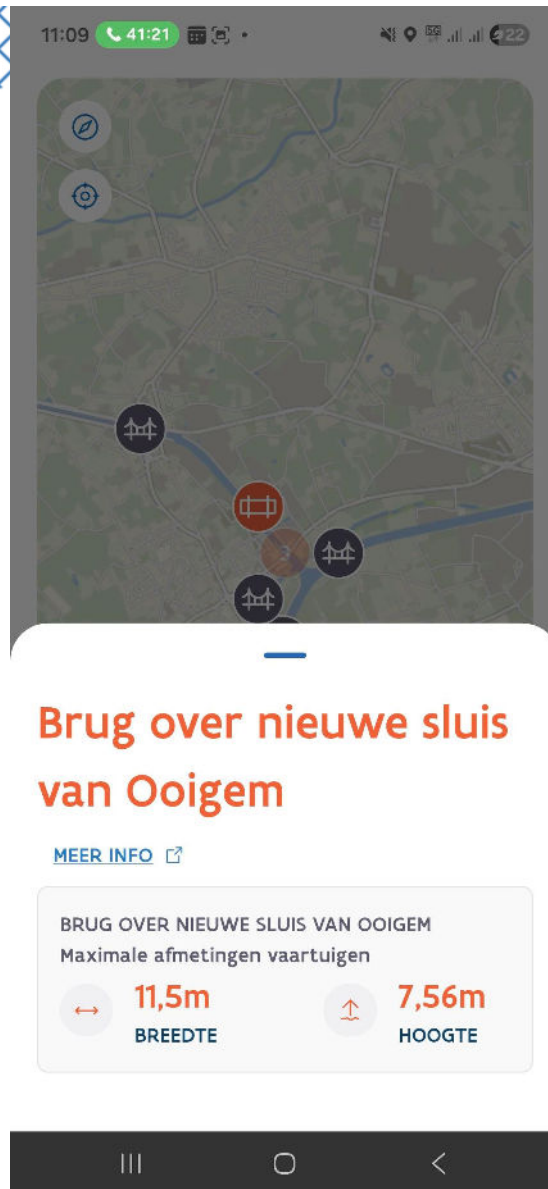 11:09 41:21 22
3
Brug over nieuwe sluis
van Ooigem
MEER INFO
BRUG OVER NIEUWE SLUIS VAN OOIGEM
Maximale afmetingen vaartuigen
11,5m 7,56m
BREEDTE HOOGTE